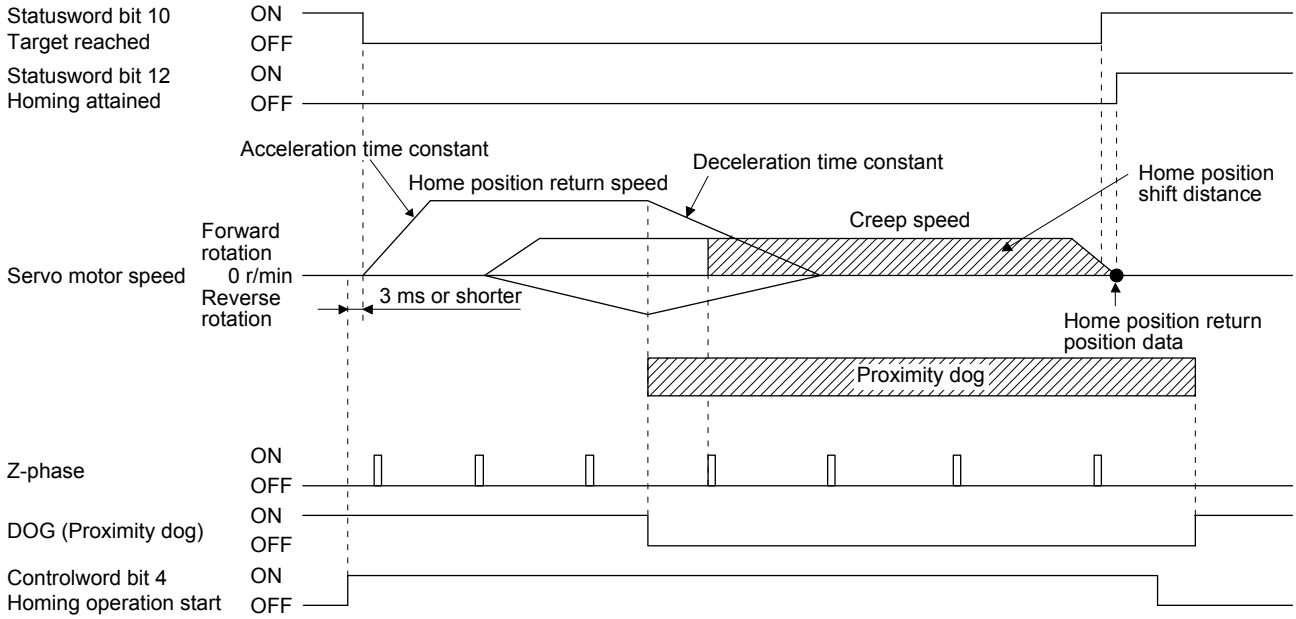 Statusword bit 10
Target reached
ON
OFF
Statusword bit 12
Homing attained
ON
OFF
Acceleration time constant
Home position return speed
Deceleration time constant
Home position
shift distance
Creep speed
Forward
rotation
Servo motor speed
0 r/min
Reverse
rotation
3 ms or shorter
Home position return
position data
Proximity dog
Z-phase
ON
OFF
DOG (Proximity dog)
ON
OFF
Controlword bit 4
Homing operation start
ON
OFF